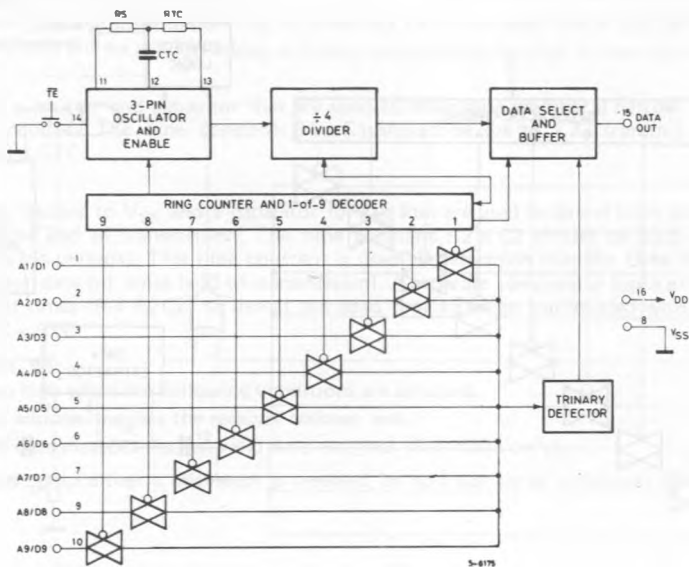 RS RTC
CTC
11 12 13
TE 14
3-PIN
OSCILLATOR
AND
ENABLE
÷4
DIVIDER
DATA SELECT
AND
BUFFER
15 DATA
OUT
RING COUNTER AND 1-of-9 DECODER
9 8 7 6 5 4 3 2 1
A1/D1 1
A2/D2 2
A3/D3 3
A4/D4 4
A5/D5 5
A6/D6 6
A7/D7 7
A8/D8 9
A9/D9 10
16 VDD
8 VSS
TRINARY
DETECTOR
S-6175